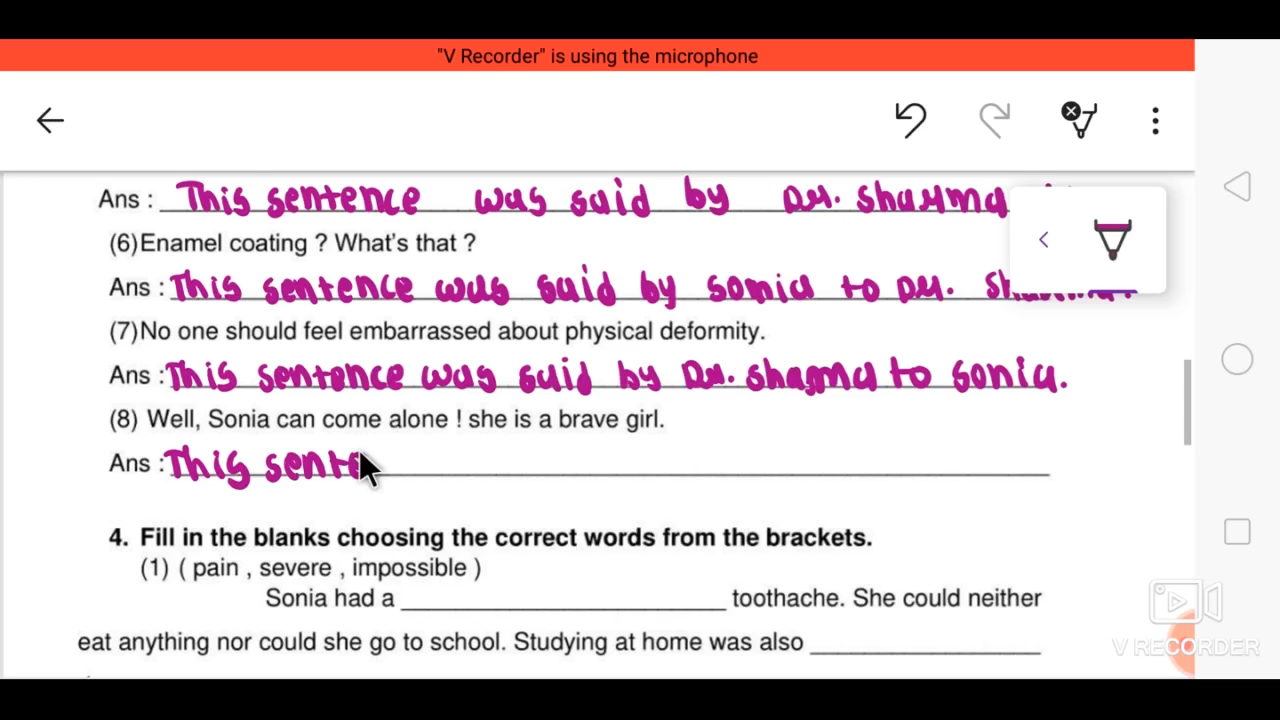 "V Recorder" is using the microphone
Ans : This sentence was said by Dr. sharma
(6)Enamel coating ? What's that ?
Ans : This sentence was said by sonia to Dr.
(7)No one should feel embarrassed about physical deformity.
Ans : This sentence was said by Dr. sharma to sonia.
(8) Well, Sonia can come alone ! she is a brave girl.
Ans : This sente
4. Fill in the blanks choosing the correct words from the brackets.
(1) ( pain , severe , impossible )
Sonia had a ____________ toothache. She could neither
eat anything nor could she go to school. Studying at home was also ____________
V RECORDER